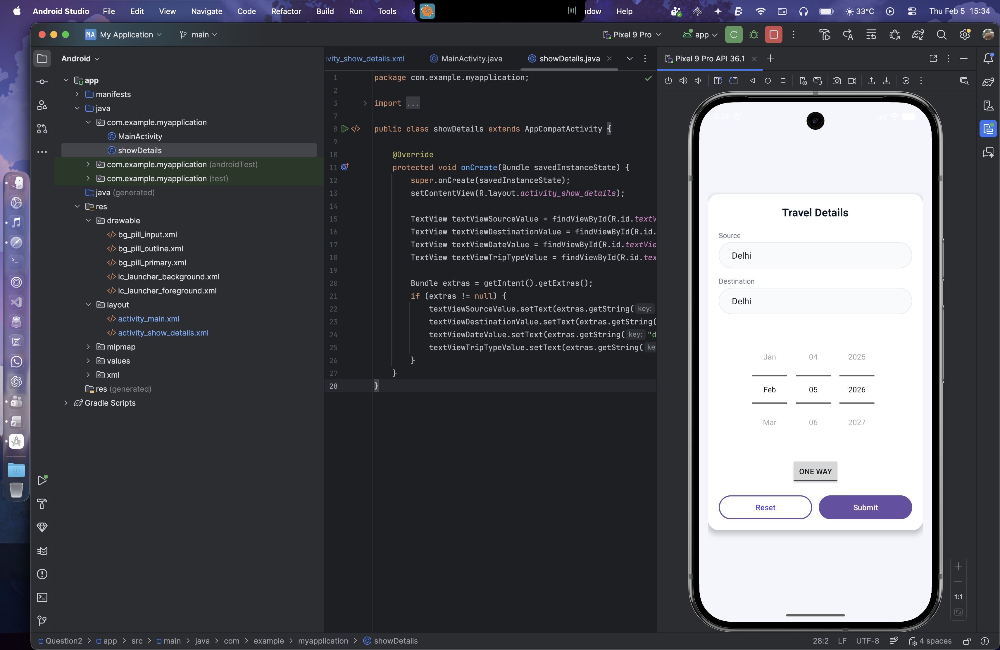 Android Studio File Edit View Navigate Code Refactor Build Run Tools Help 33°C Thu Feb 5 15:34
MA My Application main Pixel 9 Pro app
Android
app
manifests
java
com.example.myapplication
MainActivity
showDetails
com.example.myapplication (androidTest)
com.example.myapplication (test)
java (generated)
res
drawable
bg_pill_input.xml
bg_pill_outline.xml
bg_pill_primary.xml
ic_launcher_background.xml
ic_launcher_foreground.xml
layout
activity_main.xml
activity_show_details.xml
mipmap
values
xml
res (generated)
Gradle Scripts
ivity_show_details.xml MainActivity.java showDetails.java
1 package com.example.myapplication;
2
3 import ...
7
8 public class showDetails extends AppCompatActivity {
9
10 @Override
11 protected void onCreate(Bundle savedInstanceState) {
12 super.onCreate(savedInstanceState);
13 setContentView(R.layout.activity_show_details);
14
15 TextView textViewSourceValue = findViewById(R.id.textV
16 TextView textViewDestinationValue = findViewById(R.id.
17 TextView textViewDateValue = findViewById(R.id.textVie
18 TextView textViewTripTypeValue = findViewById(R.id.tex
19
20 Bundle extras = getIntent().getExtras();
21 if (extras != null) {
22 textViewSourceValue.setText(extras.getString( key:
23 textViewDestinationValue.setText(extras.getString(
24 textViewDateValue.setText(extras.getString( key: "d
25 textViewTripTypeValue.setText(extras.getString( key
26 }
27 }
28 }
Pixel 9 Pro API 36.1
3:34
Travel Details
Source
Delhi
Destination
Delhi
Jan 04 2025
Feb 05 2026
Mar 06 2027
ONE WAY
Reset Submit
1:1
Question2 > app > src > main > java > com > example > myapplication > showDetails
28:2 LF UTF-8 4 spaces